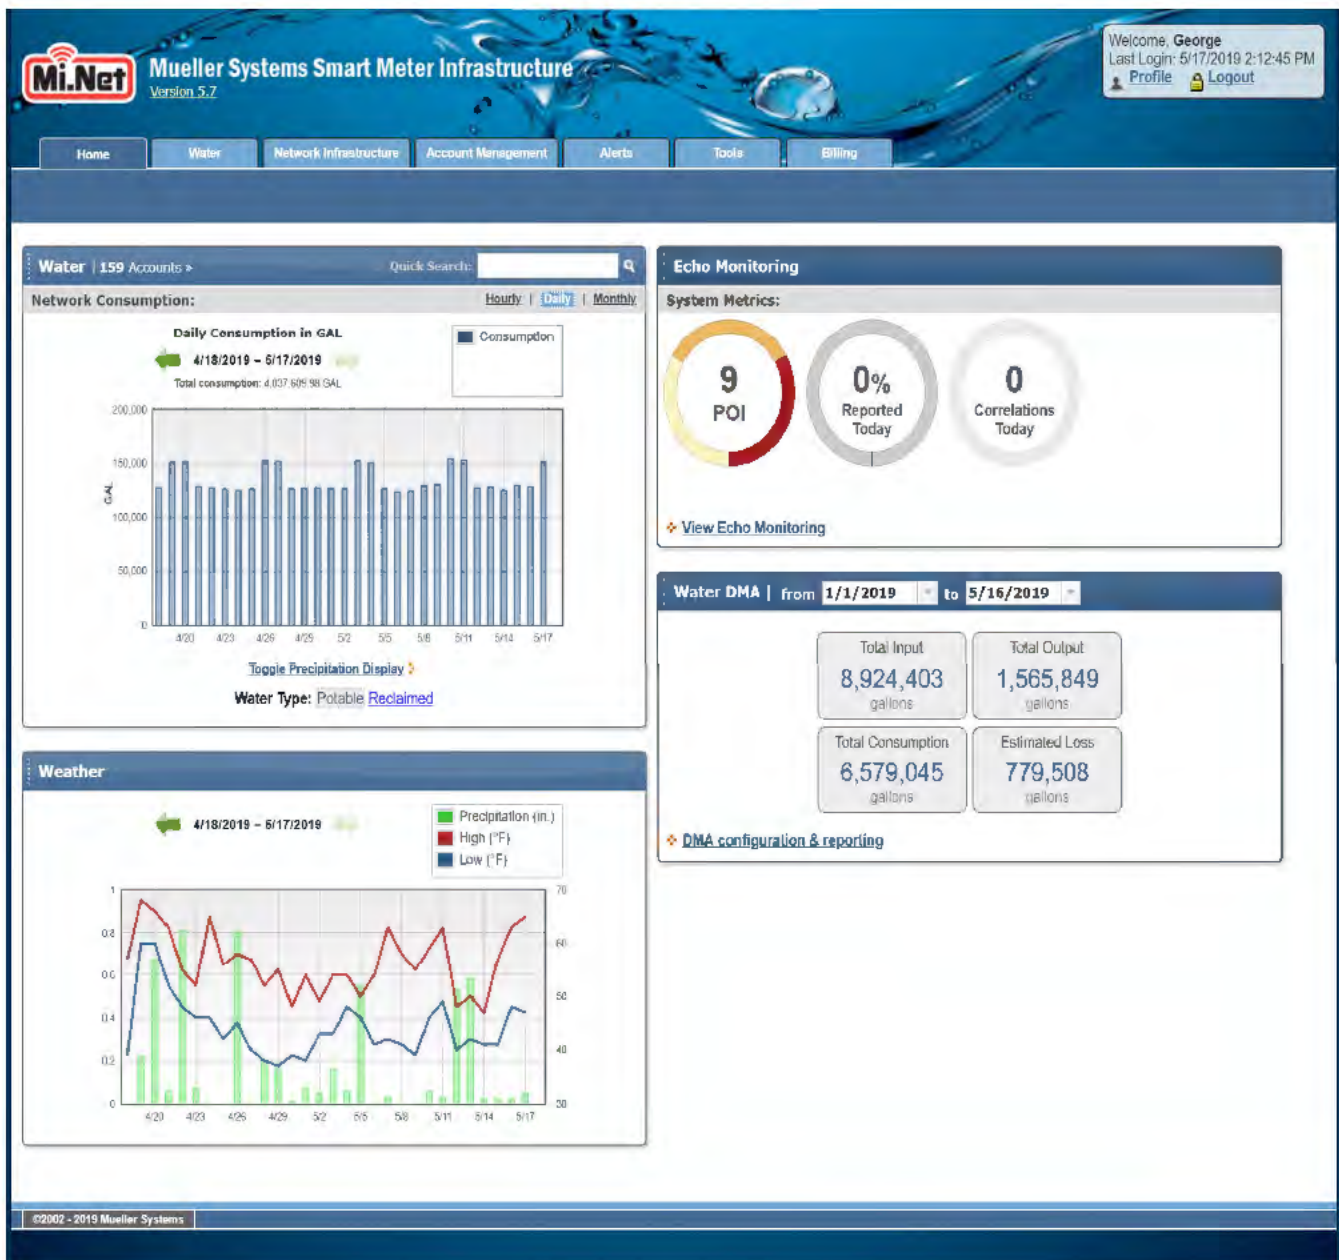 Mi.Net
Mueller Systems Smart Meter Infrastructure
Version 5.7
Welcome, George
Last Login: 5/17/2019 2:12:45 PM
Profile Logout
Home Water Network Infrastructure Account Management Alerts Tools Billing
Water | 159 Accounts » Quick Search:
Network Consumption: Hourly | Daily | Monthly
Daily Consumption in GAL
4/18/2019 – 5/17/2019
Total consumption: 4,037,609.98 GAL
Consumption
200,000
150,000
100,000
50,000
0
GAL
4/20 4/23 4/26 4/29 5/2 5/5 5/8 5/11 5/14 5/17
Toggle Precipitation Display
Water Type: Potable Reclaimed
Weather
4/18/2019 – 5/17/2019
Precipitation (in.)
High (°F)
Low (°F)
1
0.8
0.6
0.4
0.2
0
70
60
50
40
30
4/20 4/23 4/26 4/29 5/2 5/5 5/8 5/11 5/14 5/17
Echo Monitoring
System Metrics:
9
POI
0%
Reported
Today
0
Correlations
Today
View Echo Monitoring
Water DMA | from 1/1/2019 to 5/16/2019
Total Input
8,924,403
gallons
Total Output
1,565,849
gallons
Total Consumption
6,579,045
gallons
Estimated Loss
779,508
gallons
DMA configuration & reporting
©2002 - 2019 Mueller Systems